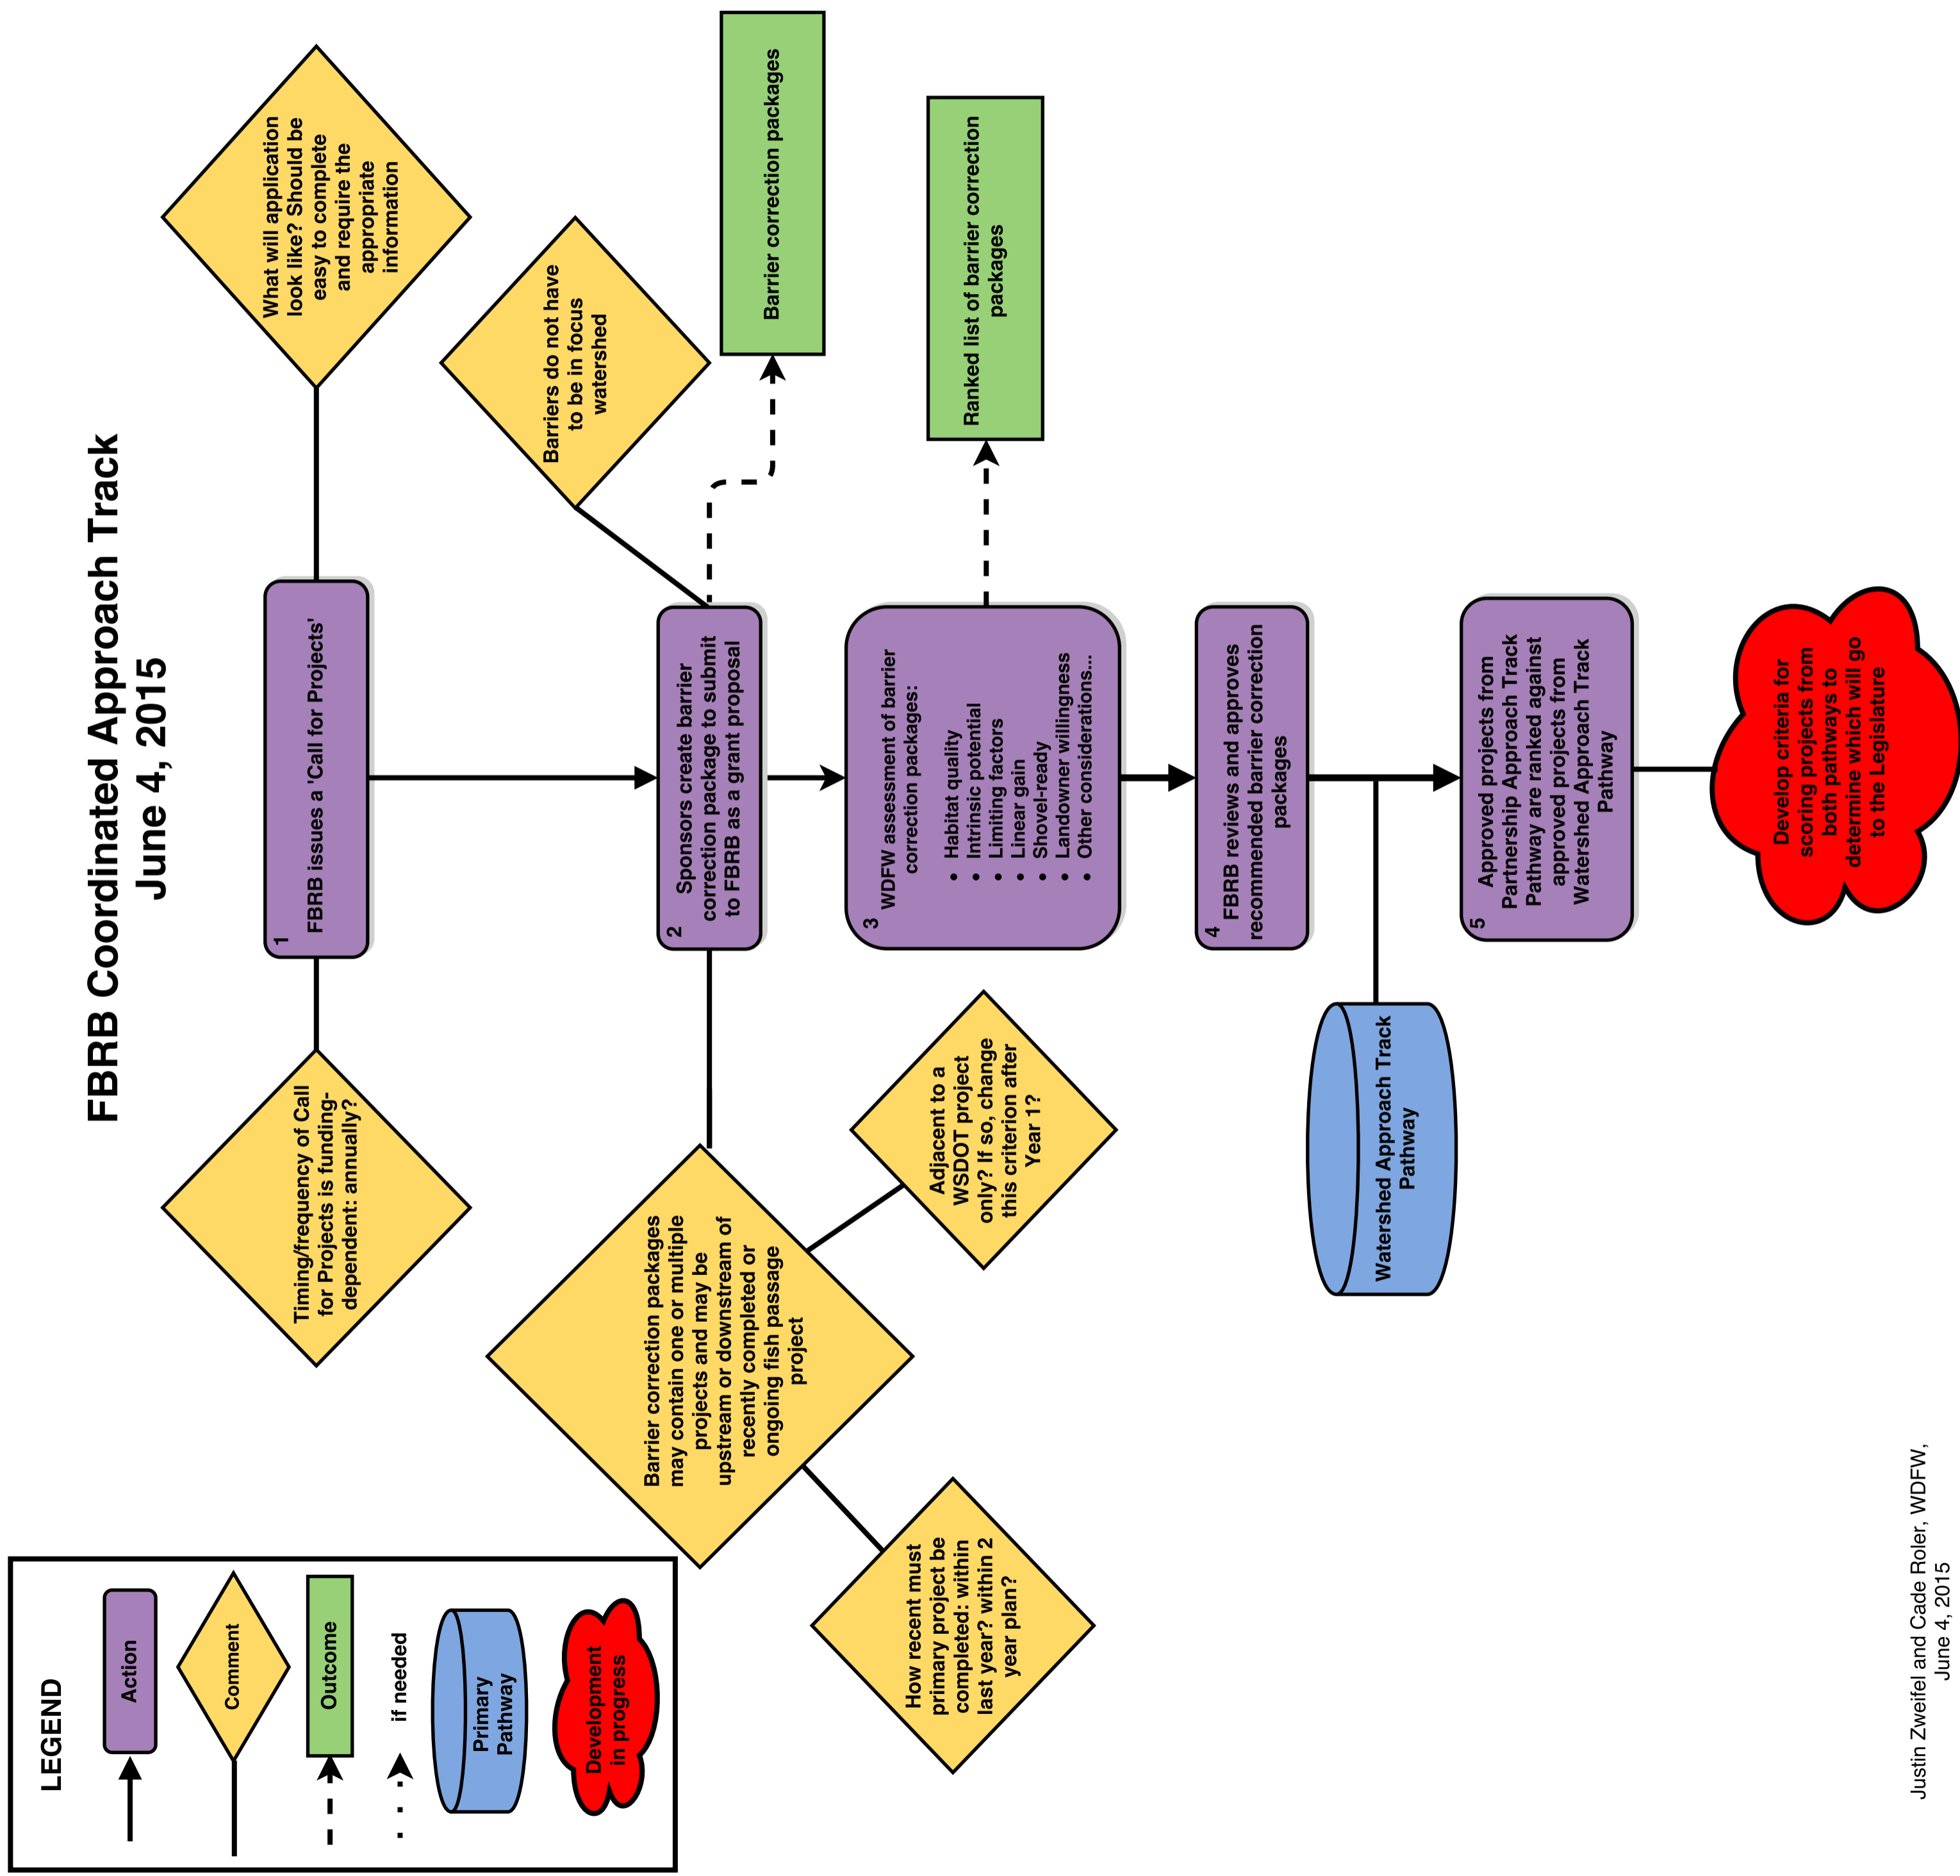 FBRB Coordinated Approach Track
June 4, 2015
LEGEND
Action
Comment
Outcome
if needed
Primary
Pathway
Development
in progress
Timing/frequency of Call
for Projects is funding-
dependent: annually?
1
FBRB issues a 'Call for Projects'
What will application
look like? Should be
easy to complete
and require the
appropriate
information
Barrier correction packages
may contain one or multiple
projects and may be
upstream or downstream of
recently completed or
ongoing fish passage
project
How recent must
primary project be
completed: within
last year? within 2
year plan?
Adjacent to a
WSDOT project
only? If so, change
this criterion after
Year 1?
2
Sponsors create barrier
correction package to submit
to FBRB as a grant proposal
Barriers do not have
to be in focus
watershed
Barrier correction packages
3
WDFW assessment of barrier
correction packages:
• Habitat quality
• Intrinsic potential
• Limiting factors
• Linear gain
• Shovel-ready
• Landowner willingness
• Other considerations...
Ranked list of barrier correction
packages
4
FBRB reviews and approves
recommended barrier correction
packages
Watershed Approach Track
Pathway
5
Approved projects from
Partnership Approach Track
Pathway are ranked against
approved projects from
Watershed Approach Track
Pathway
Develop criteria for
scoring projects from
both pathways to
determine which will go
to the Legislature
Justin Zweifel and Cade Roler, WDFW,
June 4, 2015